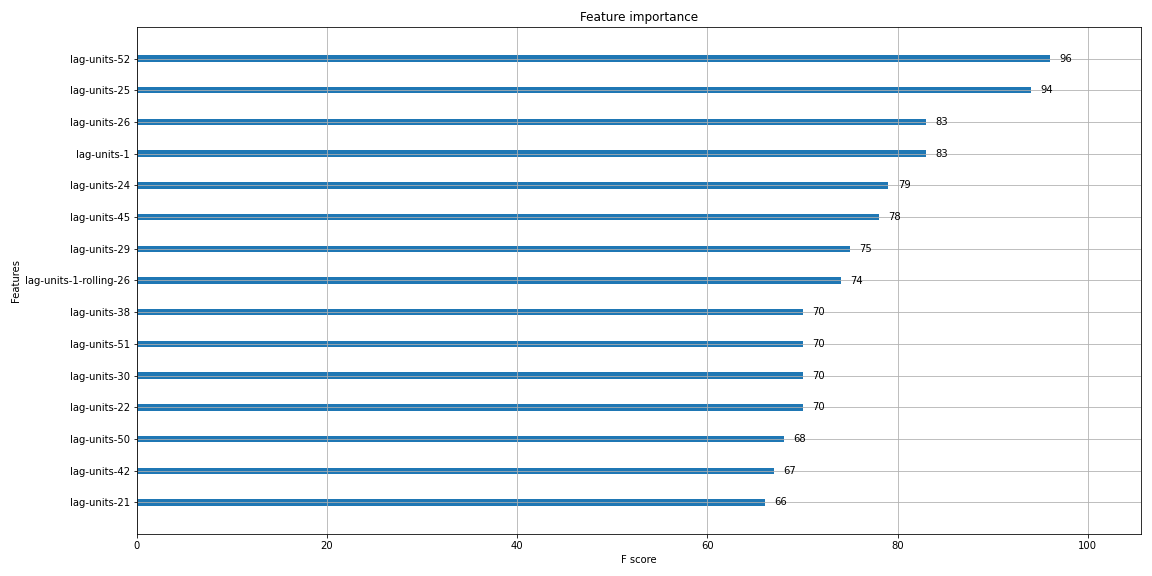 Feature importance
Features
lag-units-52 96
lag-units-25 94
lag-units-26 83
lag-units-1 83
lag-units-24 79
lag-units-45 78
lag-units-29 75
lag-units-1-rolling-26 74
lag-units-38 70
lag-units-51 70
lag-units-30 70
lag-units-22 70
lag-units-50 68
lag-units-42 67
lag-units-21 66
0 20 40 60 80 100
F score